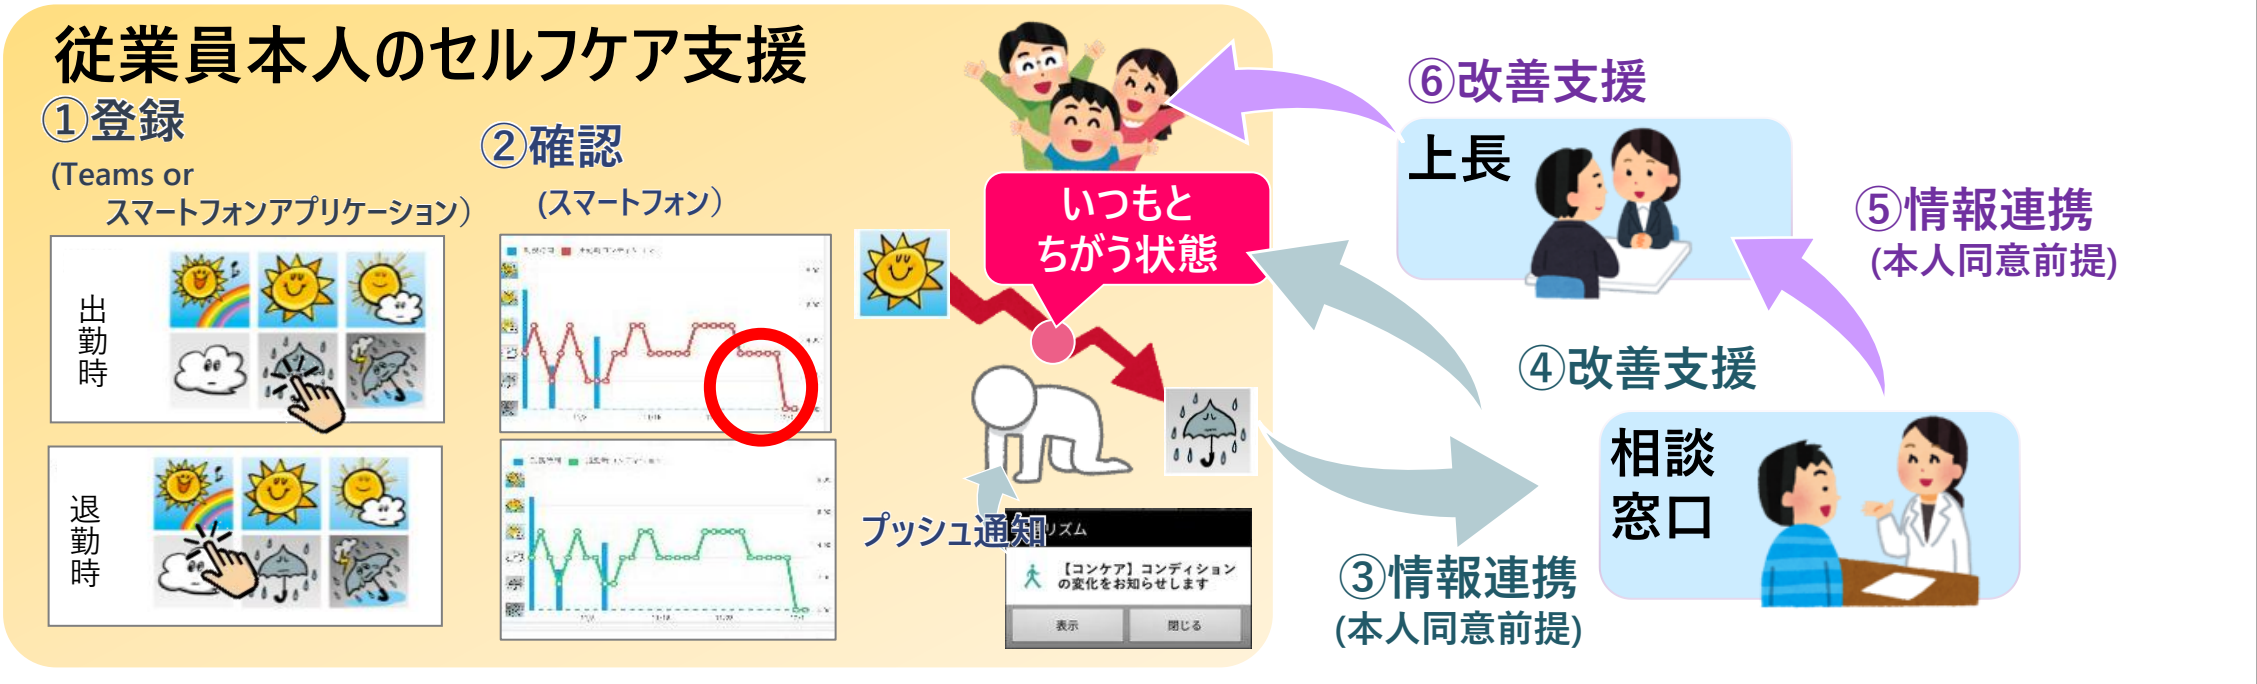 従業員本人のセルフケア支援
①登録
(Teams or
スマートフォンアプリケーション）
②確認
(スマートフォン）
出勤時
退勤時
いつもと
ちがう状態
プッシュ通知
リズム
【コンケア】コンディション
の変化をお知らせします
表示
閉じる
③情報連携
(本人同意前提)
相談
窓口
④改善支援
⑤情報連携
(本人同意前提)
上長
⑥改善支援